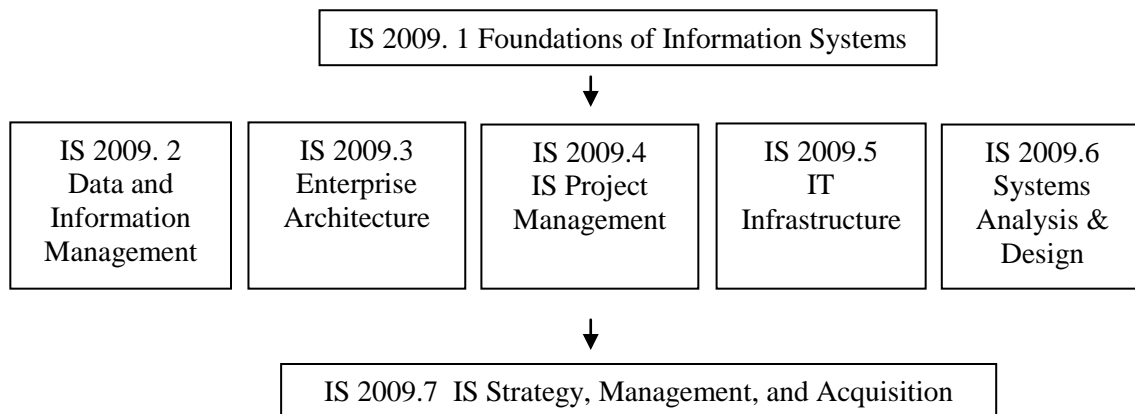 IS 2009. 1 Foundations of Information Systems
IS 2009. 2
Data and
Information
Management
IS 2009.3
Enterprise
Architecture
IS 2009.4
IS Project
Management
IS 2009.5
IT
Infrastructure
IS 2009.6
Systems
Analysis &
Design
IS 2009.7  IS Strategy, Management, and Acquisition